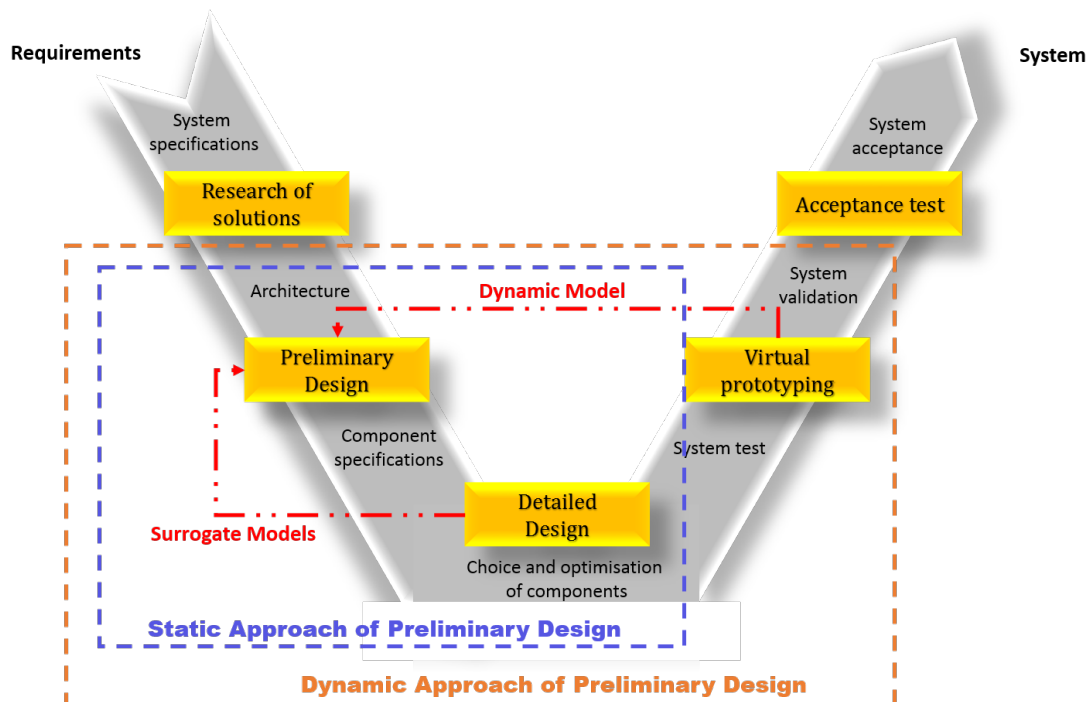 Requirements
System
System
specifications
System
acceptance
Research of
solutions
Acceptance test
Architecture
Dynamic Model
System
validation
Preliminary
Design
Virtual
prototyping
Component
specifications
System test
Detailed
Design
Surrogate Models
Choice and optimisation
of components
Static Approach of Preliminary Design
Dynamic Approach of Preliminary Design